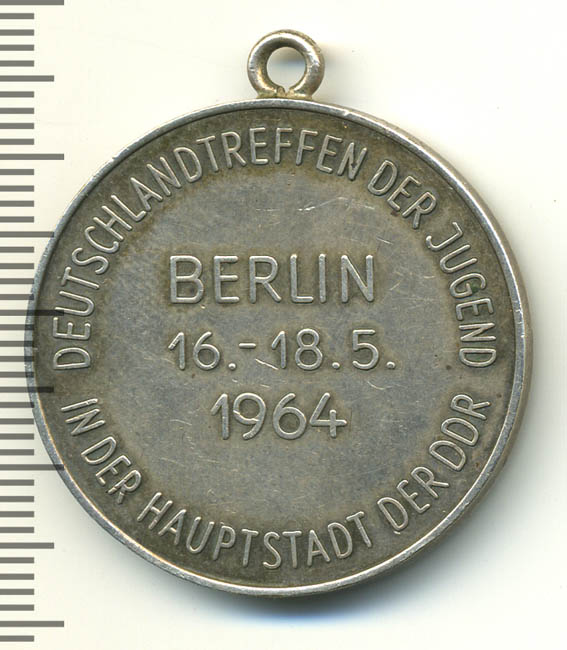 DEUTSCHLANDTREFFEN DER JUGEND
BERLIN
16.-18.5.
1964
IN DER HAUPTSTADT DER DDR